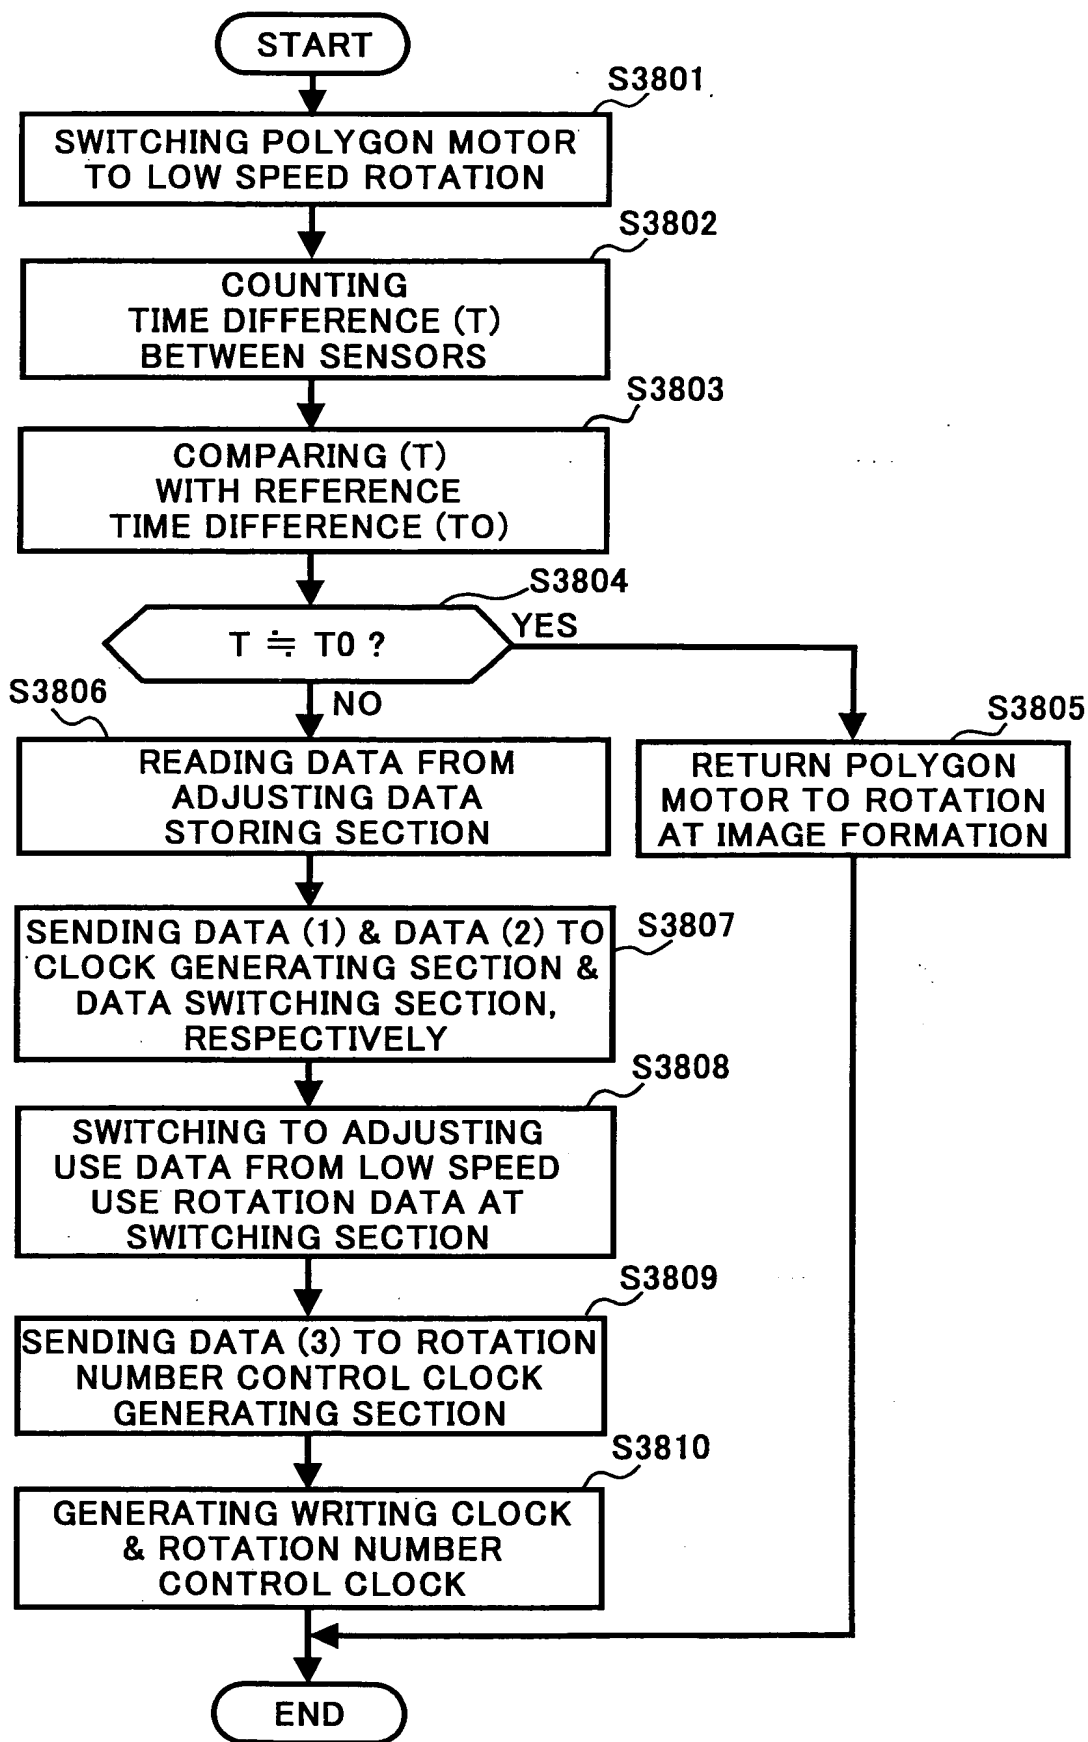 START
S3801
SWITCHING POLYGON MOTOR
TO LOW SPEED ROTATION
S3802
COUNTING
TIME DIFFERENCE (T)
BETWEEN SENSORS
S3803
COMPARING (T)
WITH REFERENCE
TIME DIFFERENCE (TO)
S3804
T ≒ T0 ?
YES
NO
S3805
RETURN POLYGON
MOTOR TO ROTATION
AT IMAGE FORMATION
S3806
READING DATA FROM
ADJUSTING DATA
STORING SECTION
S3807
SENDING DATA (1) & DATA (2) TO
CLOCK GENERATING SECTION &
DATA SWITCHING SECTION,
RESPECTIVELY
S3808
SWITCHING TO ADJUSTING
USE DATA FROM LOW SPEED
USE ROTATION DATA AT
SWITCHING SECTION
S3809
SENDING DATA (3) TO ROTATION
NUMBER CONTROL CLOCK
GENERATING SECTION
S3810
GENERATING WRITING CLOCK
& ROTATION NUMBER
CONTROL CLOCK
END